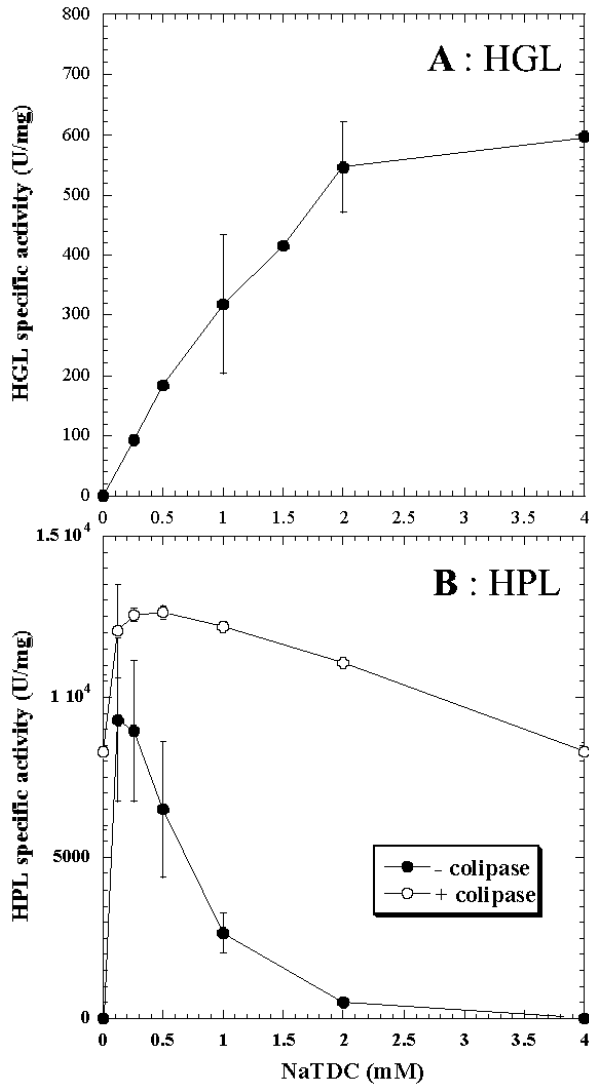 800
A : HGL
700
600
500
400
300
200
100
0
HGL specific activity (U/mg)
0 0.5 1 1.5 2 2.5 3 3.5 4
1.5 10⁴
B : HPL
1 10⁴
5000
0
HPL specific activity (U/mg)
- colipase
+ colipase
0 0.5 1 1.5 2 2.5 3 3.5 4
NaTDC (mM)